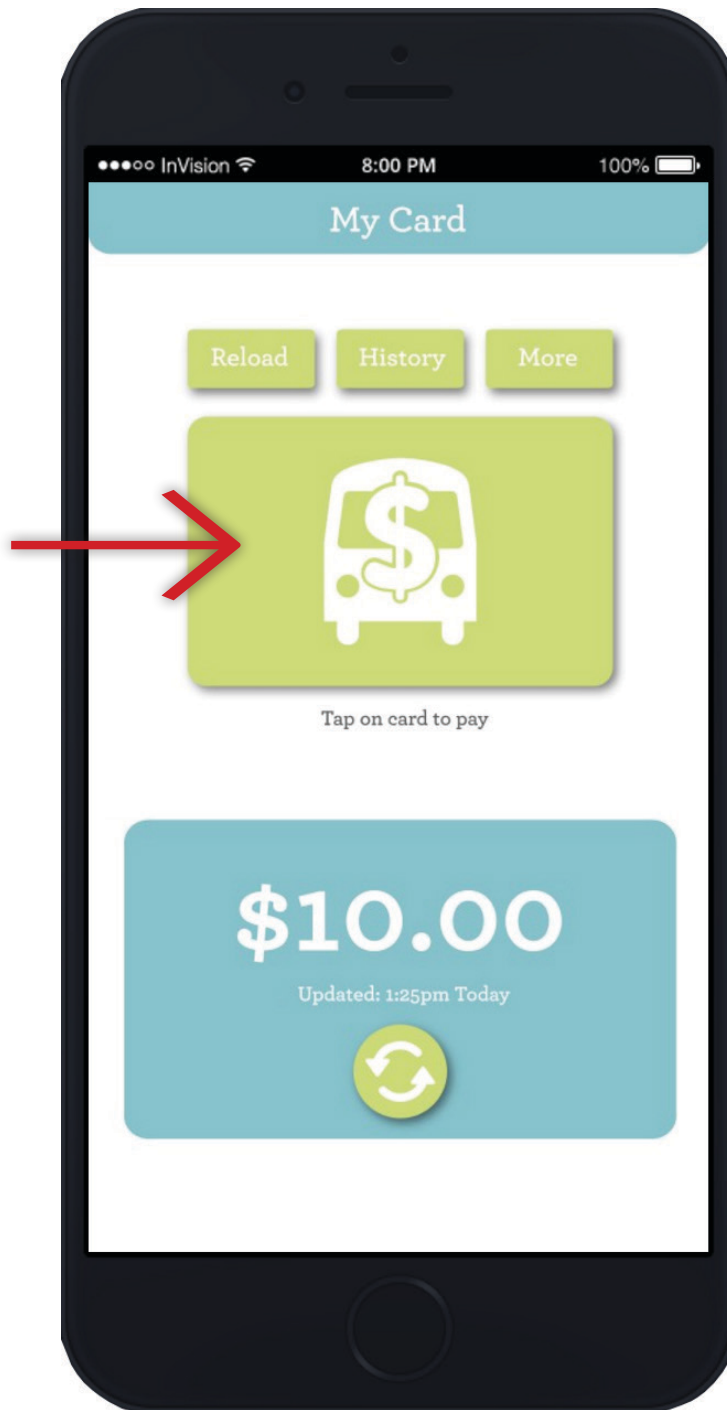 ●●●○○ InVision 8:00 PM 100%
My Card
Reload History More
$
Tap on card to pay
$10.00
Updated: 1:25pm Today